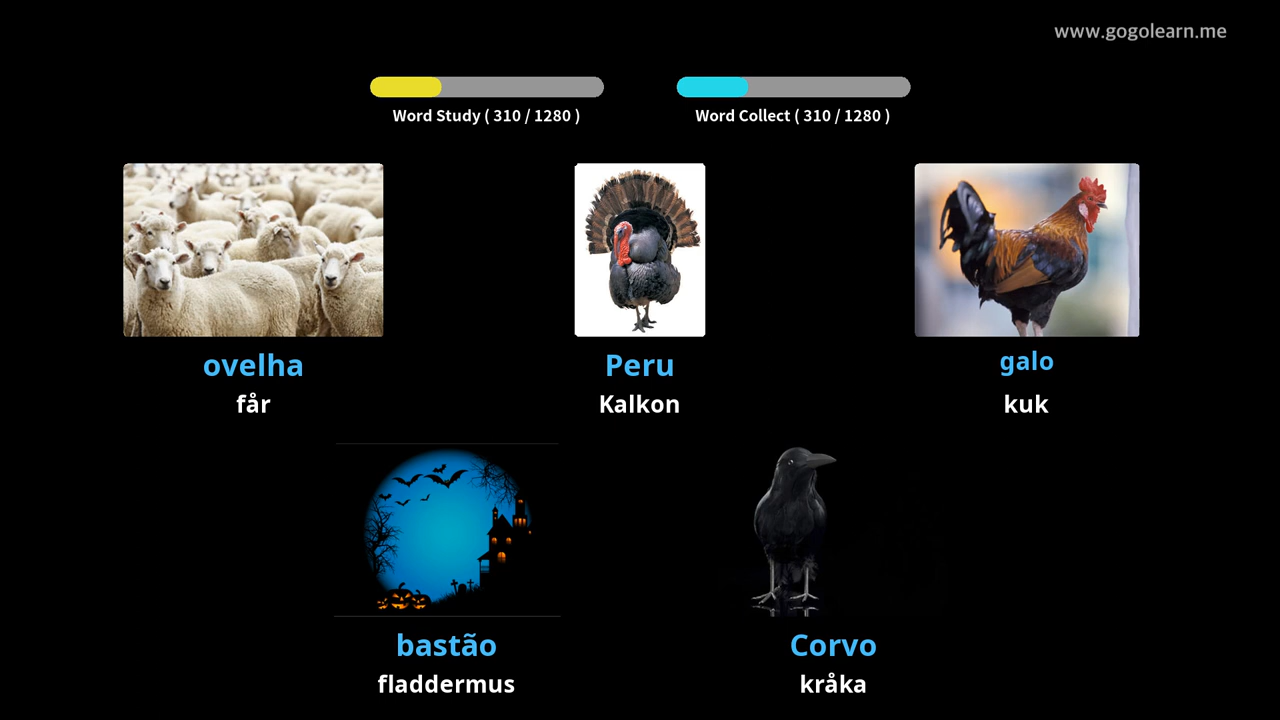 www.gogolearn.me
Word Study ( 310 / 1280 )
Word Collect ( 310 / 1280 )
ovelha
får
Peru
Kalkon
galo
kuk
bastão
fladdermus
Corvo
kråka